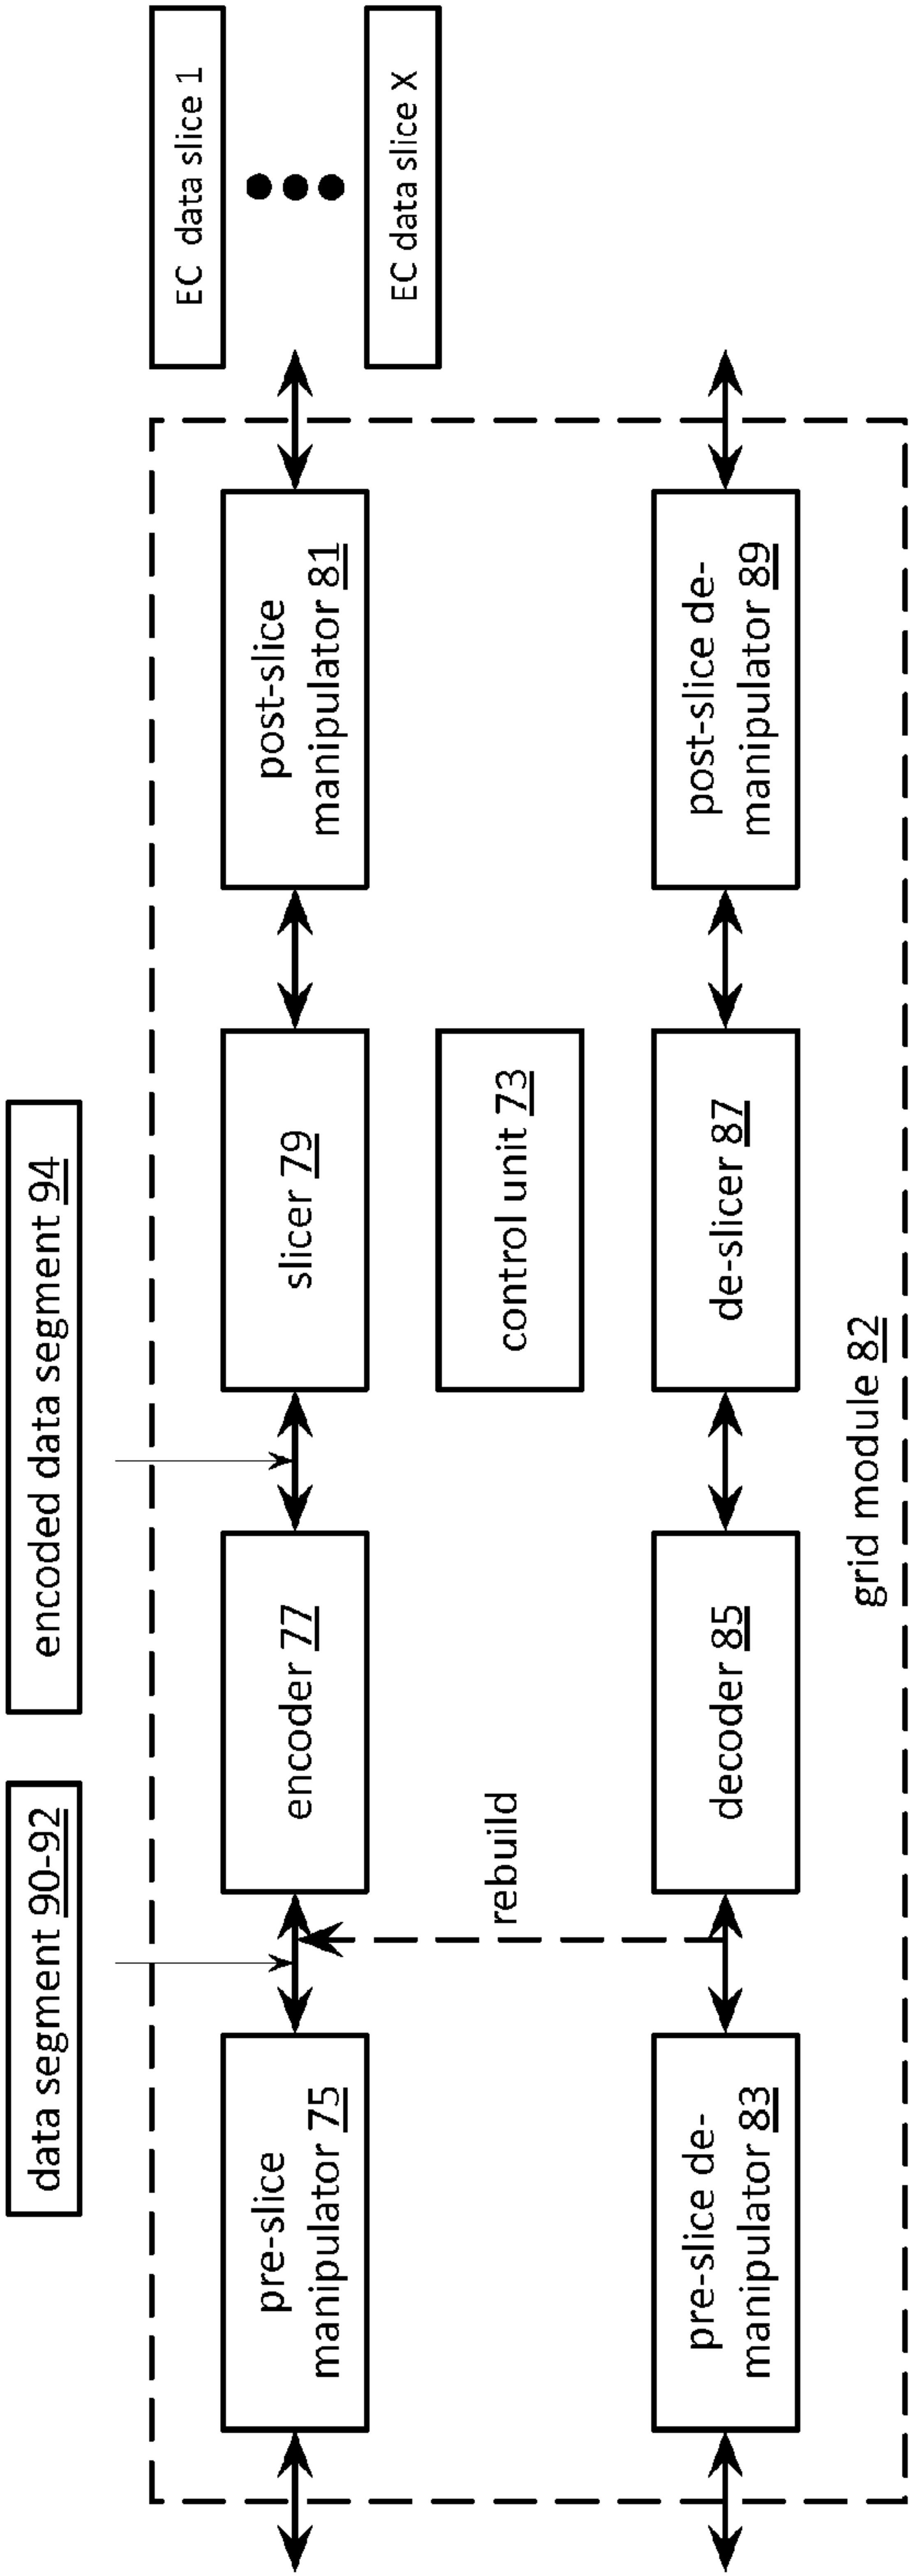 data segment 90-92
encoded data segment 94
EC data slice 1
EC data slice X
pre-slice
manipulator 75
encoder 77
slicer 79
post-slice
manipulator 81
rebuild
control unit 73
pre-slice de-
manipulator 83
decoder 85
de-slicer 87
post-slice de-
manipulator 89
grid module 82